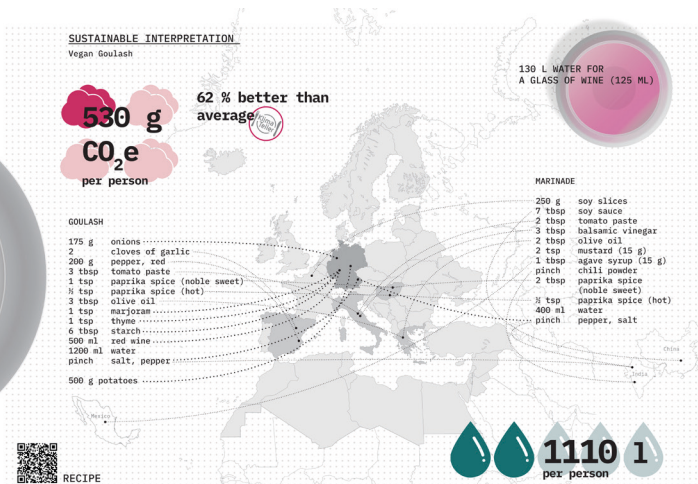 SUSTAINABLE INTERPRETATION
Vegan Goulash
530 g
CO2e
per person
62 % better than
average
Klima
Teller
130 L WATER FOR
A GLASS OF WINE (125 ML)
GOULASH
175 g onions
2 cloves of garlic
200 g pepper, red
3 tbsp tomato paste
1 tsp paprika spice (noble sweet)
½ tsp paprika spice (hot)
3 tbsp olive oil
1 tsp marjoram
1 tsp thyme
6 tbsp starch
500 ml red wine
1200 ml water
pinch salt, pepper
500 g potatoes
MARINADE
250 g soy slices
7 tbsp soy sauce
2 tbsp tomato paste
3 tbsp balsamic vinegar
2 tbsp olive oil
2 tsp mustard (15 g)
1 tbsp agave syrup (15 g)
pinch chili powder
2 tbsp paprika spice
(noble sweet)
½ tsp paprika spice (hot)
400 ml water
pinch pepper, salt
China
India
Mexico
1110 l
per person
RECIPE